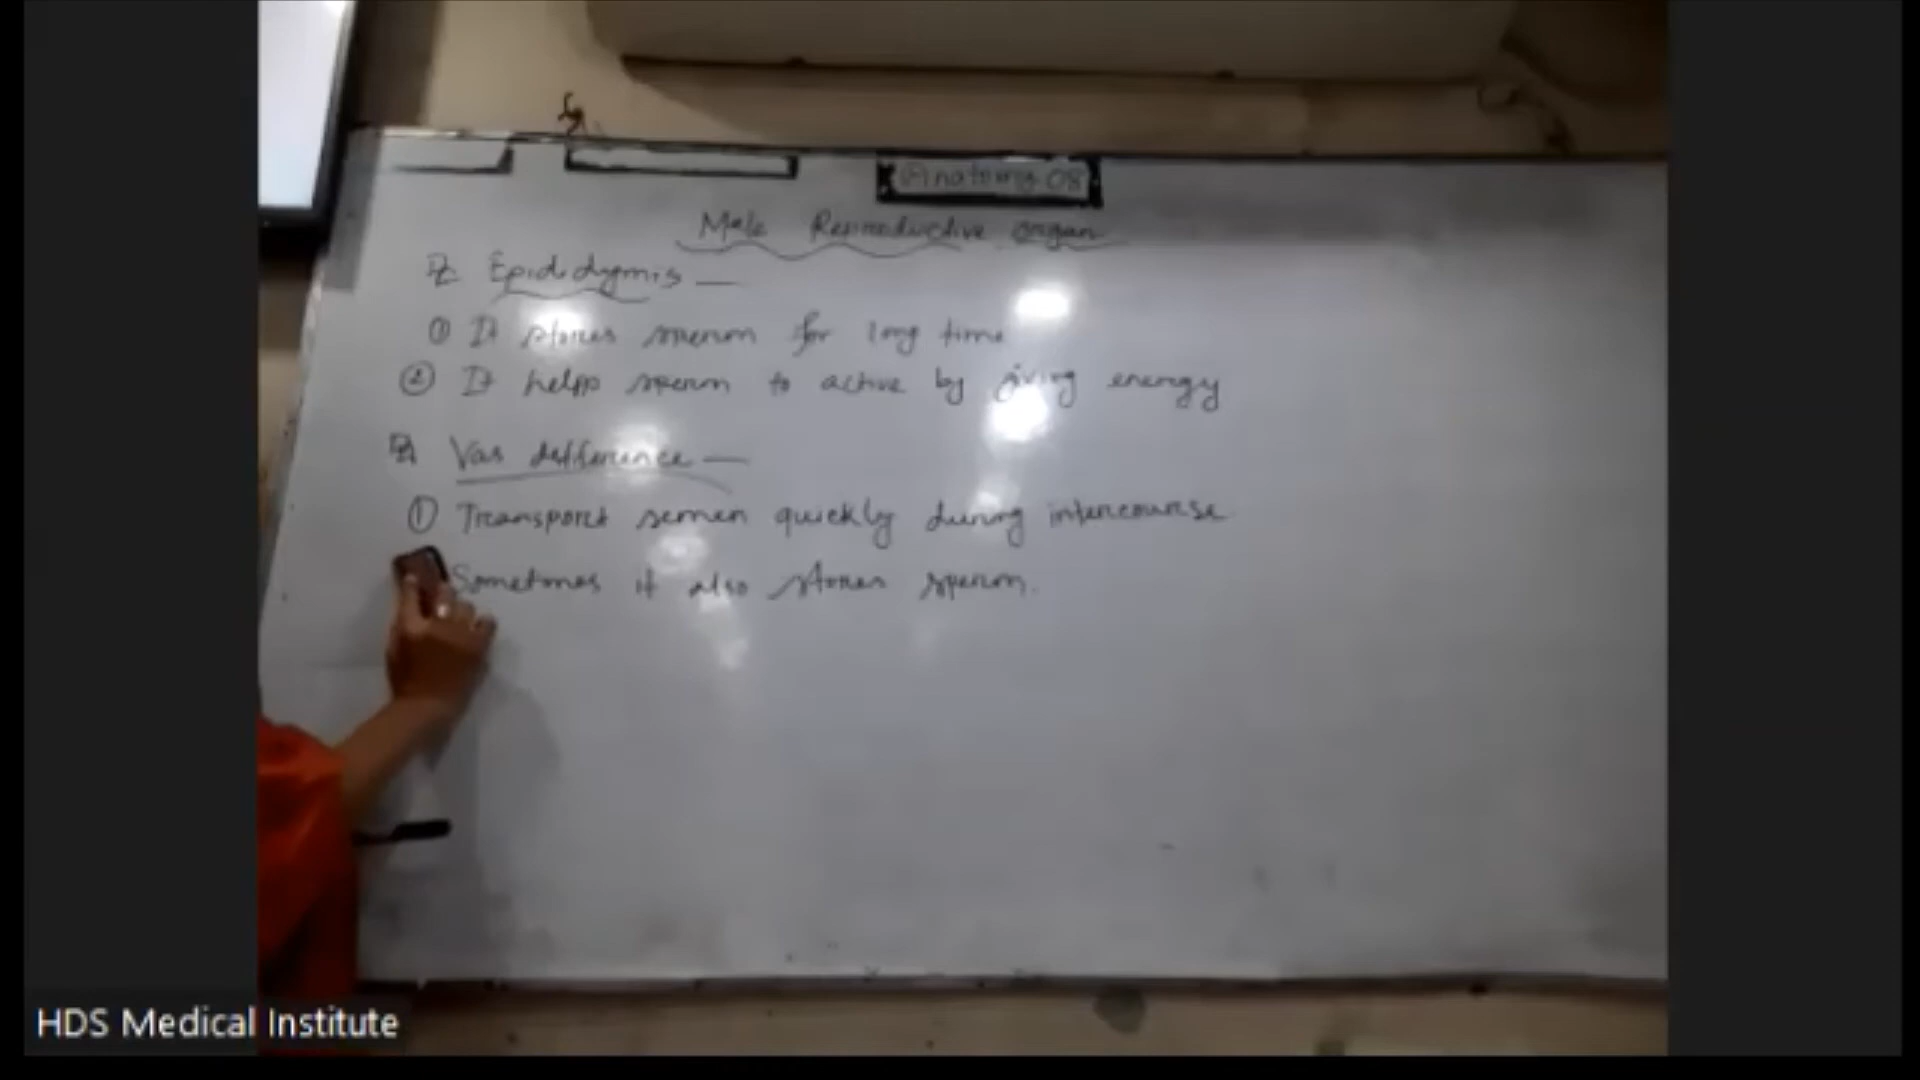 Anatomy 08
Male Reproductive organ
Epididymis —
① It stores sperm for long time
② It helps sperm to active by giving energy
Vas defference —
① Transport semen quickly during intercourse
Sometimes it also stores sperm.
HDS Medical Institute